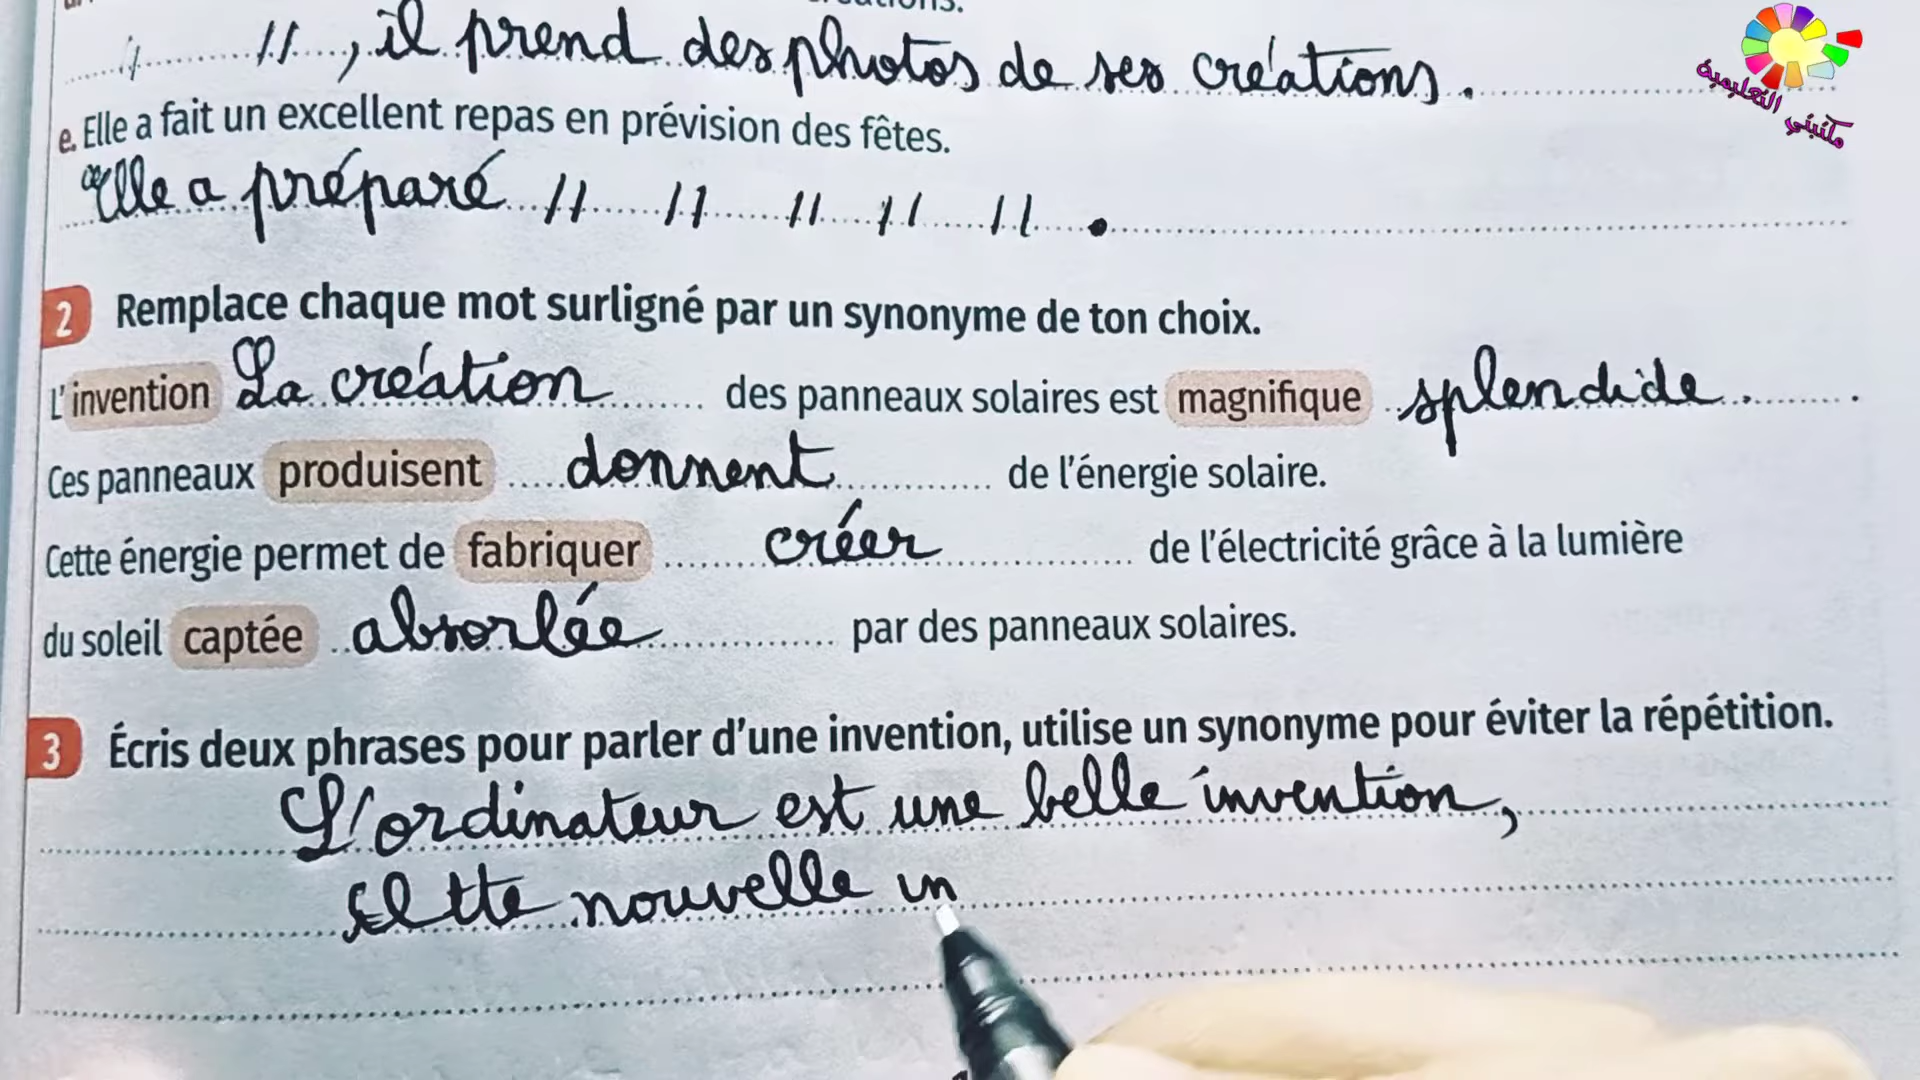 // // , il prend des photos de ses créations.
e. Elle a fait un excellent repas en prévision des fêtes.
Elle a préparé // // // // // .
2 Remplace chaque mot surligné par un synonyme de ton choix.
L'invention La création des panneaux solaires est magnifique splendide .
Ces panneaux produisent donnent de l'énergie solaire.
Cette énergie permet de fabriquer créer de l'électricité grâce à la lumière
du soleil captée absorbée par des panneaux solaires.
3 Écris deux phrases pour parler d'une invention, utilise un synonyme pour éviter la répétition.
L'ordinateur est une belle invention,
Cette nouvelle in
مكتبتي التعليمية